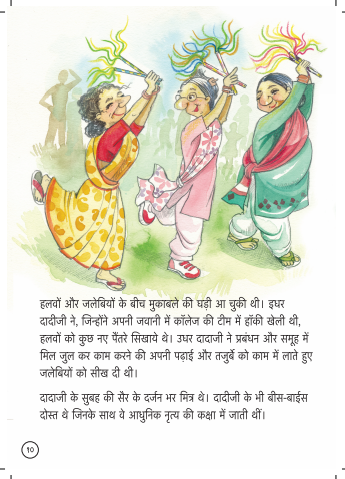 हलवों और जलेबियों के बीच मुकाबले की घड़ी आ चुकी थी। इधर
दादीजी ने, जिन्होंने अपनी जवानी में कॉलेज की टीम में हॉकी खेली थी,
हलवों को कुछ नए पैंतरे सिखाये थे। उधर दादाजी ने प्रबंधन और समूह में
मिल जुल कर काम करने की अपनी पढ़ाई और तजुर्बे को काम में लाते हुए
जलेबियों को सीख दी थी।
दादाजी के सुबह की सैर के दर्जन भर मित्र थे। दादीजी के भी बीस-बाईस
दोस्त थे जिनके साथ वे आधुनिक नृत्य की कक्षा में जाती थीं।
१०